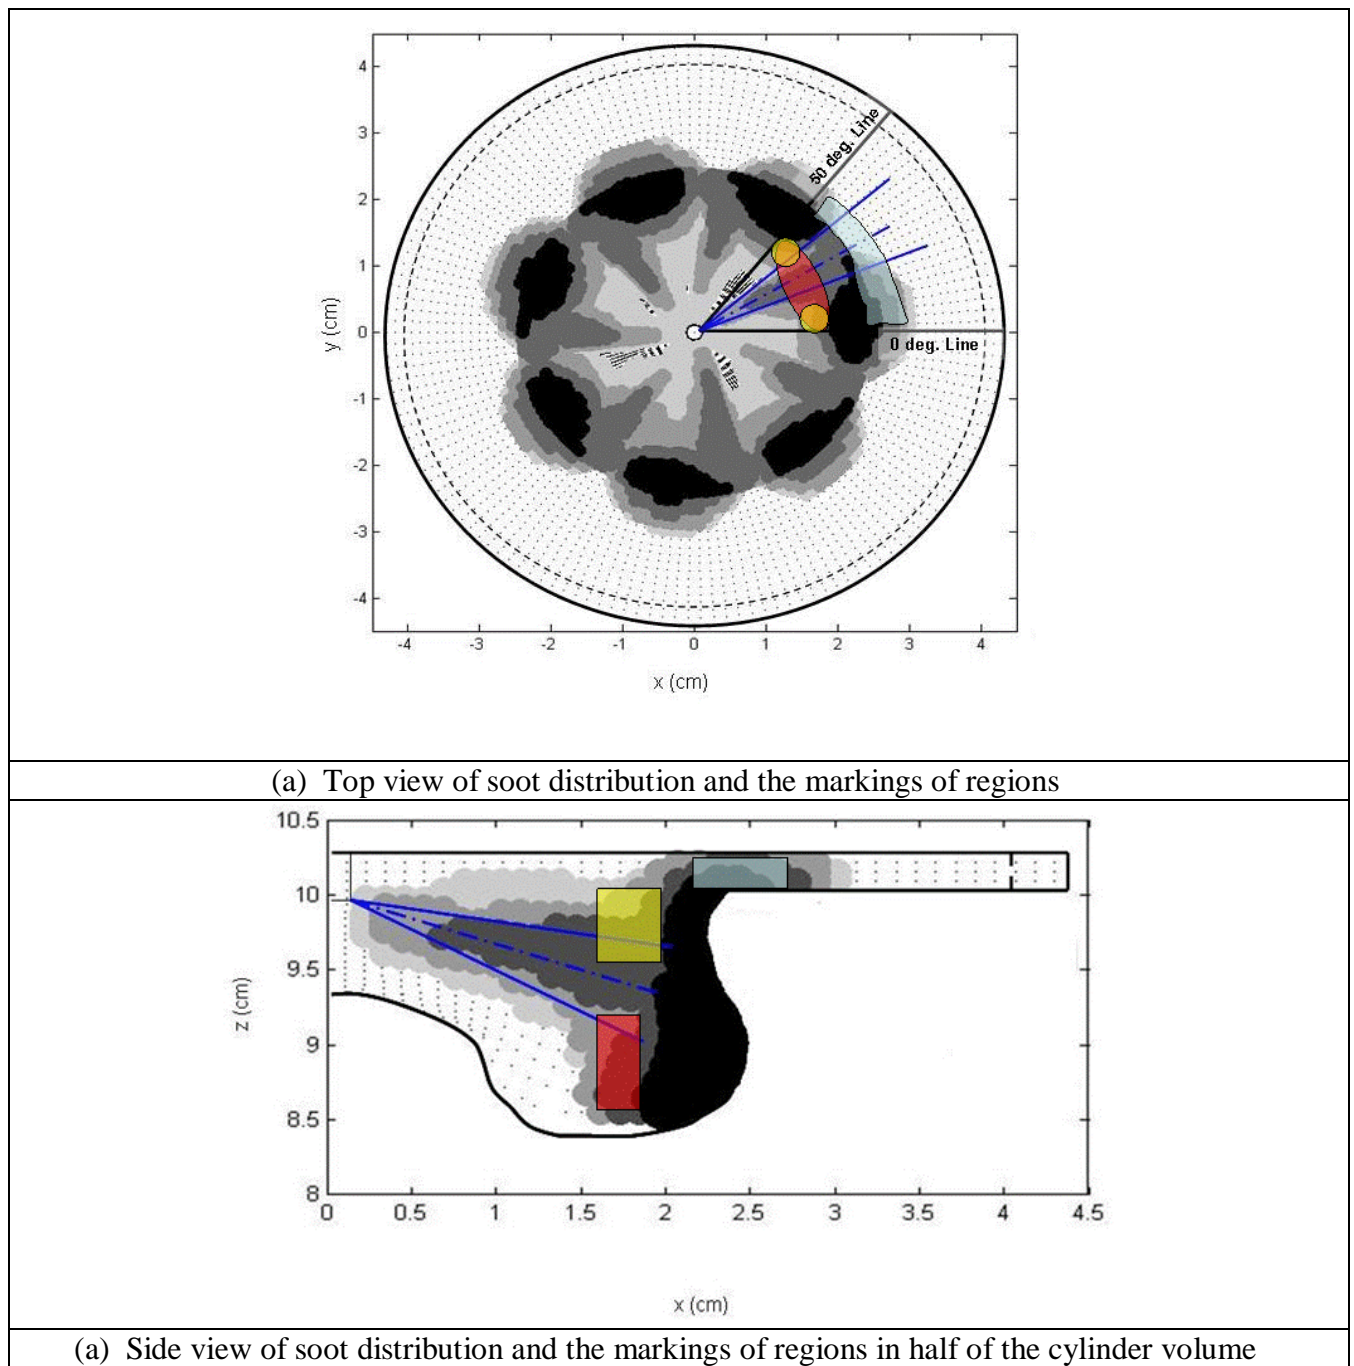 4
3
2
1
0
-1
-2
-3
-4
y (cm)
50 deg. Line
0 deg. Line
-4 -3 -2 -1 0 1 2 3 4
x (cm)
(a) Top view of soot distribution and the markings of regions
10.5
10
9.5
9
8.5
8
z (cm)
0 0.5 1 1.5 2 2.5 3 3.5 4 4.5
x (cm)
(a) Side view of soot distribution and the markings of regions in half of the cylinder volume